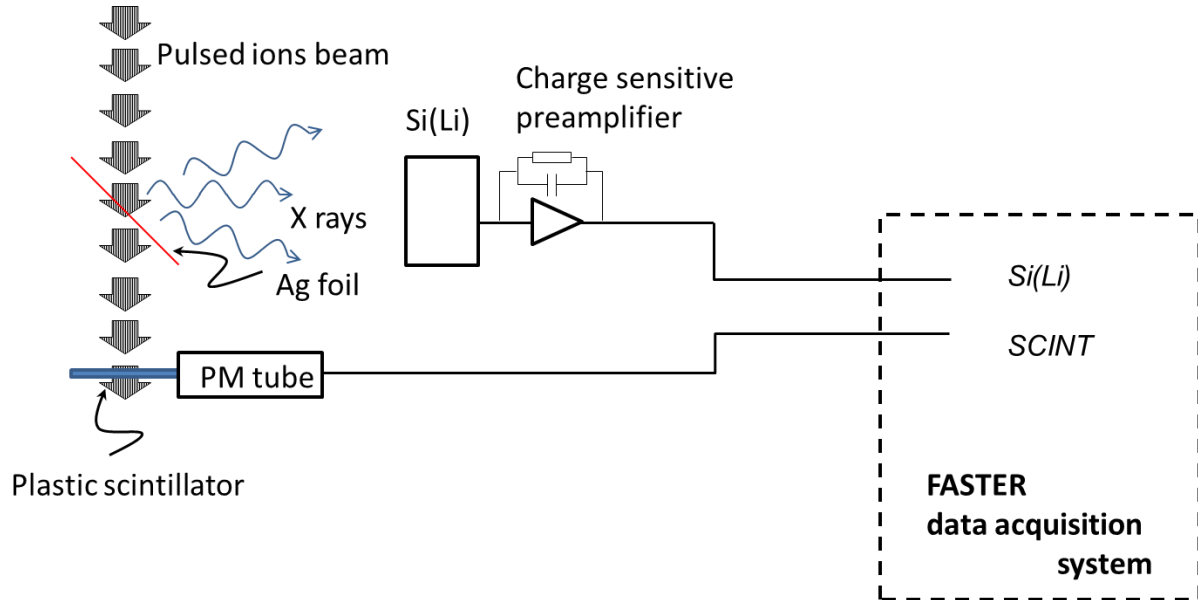 Pulsed ions beam
Charge sensitive
preamplifier
Si(Li)
X rays
Ag foil
Si(Li)
SCINT
PM tube
Plastic scintillator
FASTER
data acquisition
system